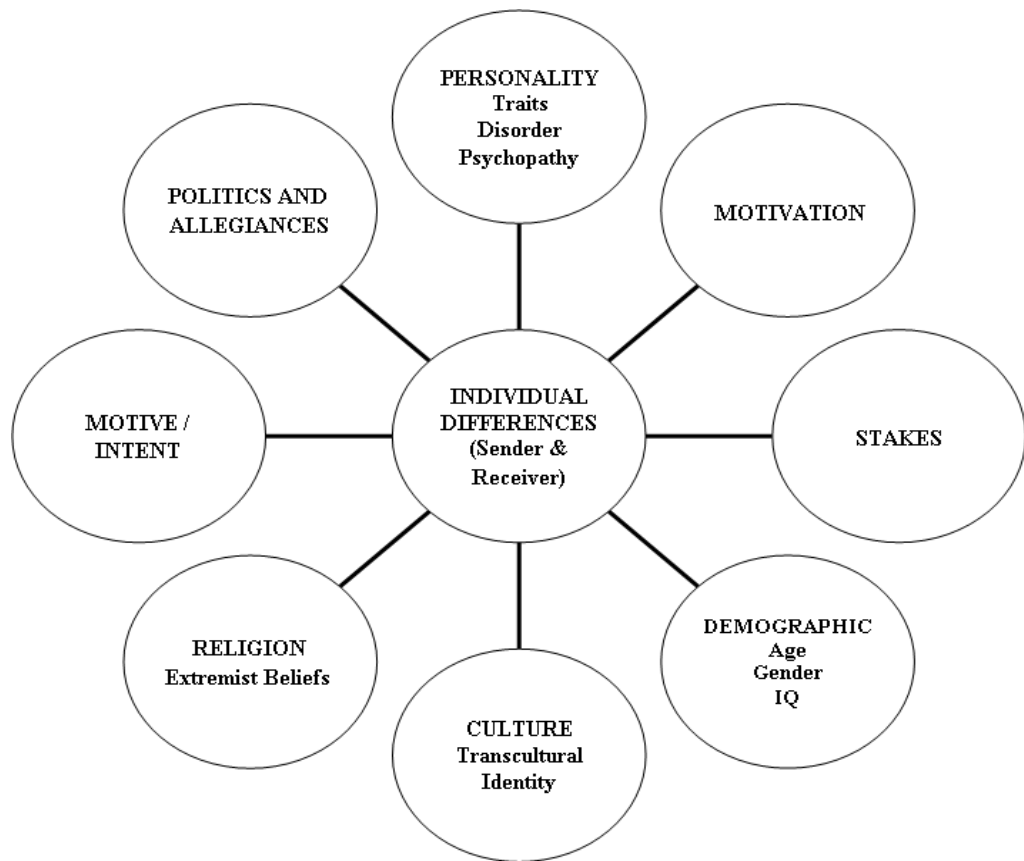 PERSONALITY
Traits
Disorder
Psychopathy
POLITICS AND
ALLEGIANCES
MOTIVATION
MOTIVE /
INTENT
INDIVIDUAL
DIFFERENCES
(Sender &
Receiver)
STAKES
RELIGION
Extremist Beliefs
DEMOGRAPHIC
Age
Gender
IQ
CULTURE
Transcultural
Identity